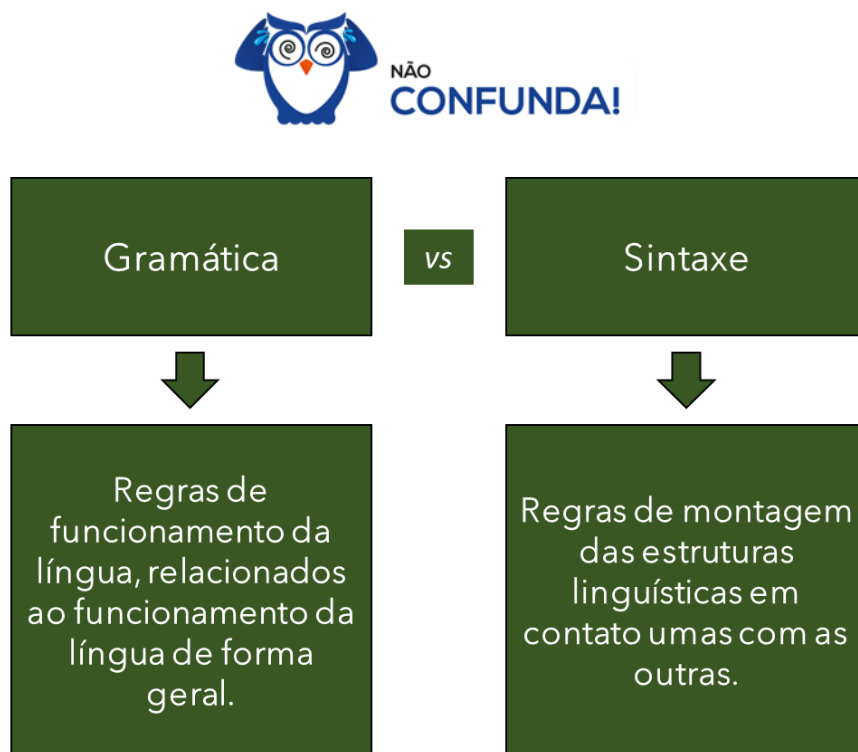 NÃO
CONFUNDA!
Gramática
vs
Sintaxe
Regras de
funcionamento da
língua, relacionados
ao funcionamento da
língua de forma
geral.
Regras de montagem
das estruturas
linguísticas em
contato umas com as
outras.